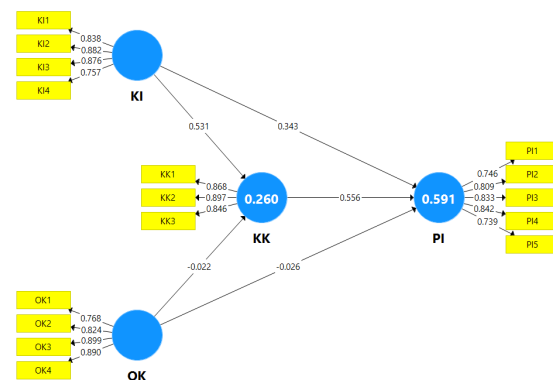 KI1
KI2
KI3
KI4
0.838
0.882
0.876
0.757
KI
0.531
0.343
KK1
KK2
KK3
0.868
0.897
0.846
0.260
KK
0.556
0.591
PI
0.746
0.809
0.833
0.842
0.739
PI1
PI2
PI3
PI4
PI5
-0.022
-0.026
OK1
OK2
OK3
OK4
0.768
0.824
0.899
0.890
OK